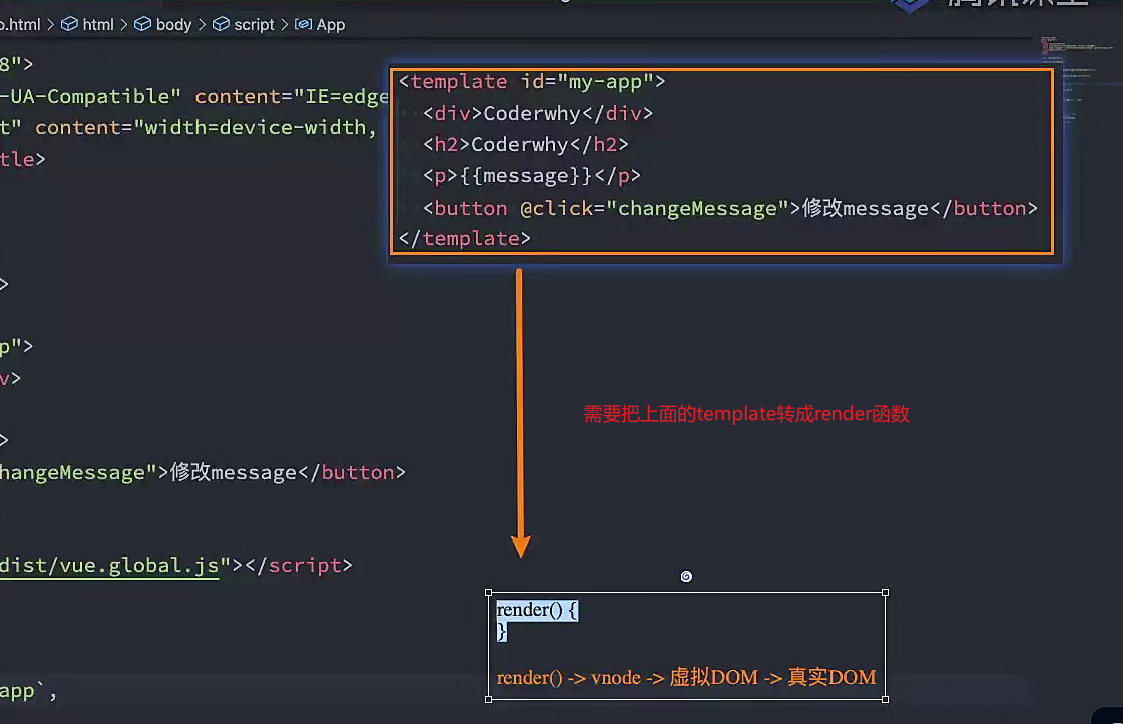 o.html > html > body > script > App
8">
-UA-Compatible" content="IE=edge
t" content="width=device-width,
tle>
>
p">
v>
>
hangeMessage">修改message</button>
dist/vue.global.js"></script>
app`,
<template id="my-app">
<div>Coderwhy</div>
<h2>Coderwhy</h2>
<p>{{message}}</p>
<button @click="changeMessage">修改message</button>
</template>
需要把上面的template转成render函数
render() {
}
render() -> vnode -> 虚拟DOM -> 真实DOM